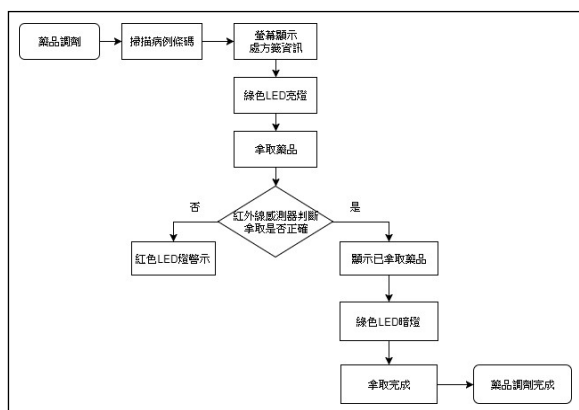 藥品調劑
掃描病例條碼
螢幕顯示
處方籤資訊
綠色LED亮燈
拿取藥品
紅外線感測器判斷
拿取是否正確
否
是
紅色LED燈警示
顯示已拿取藥品
綠色LED暗燈
拿取完成
藥品調劑完成